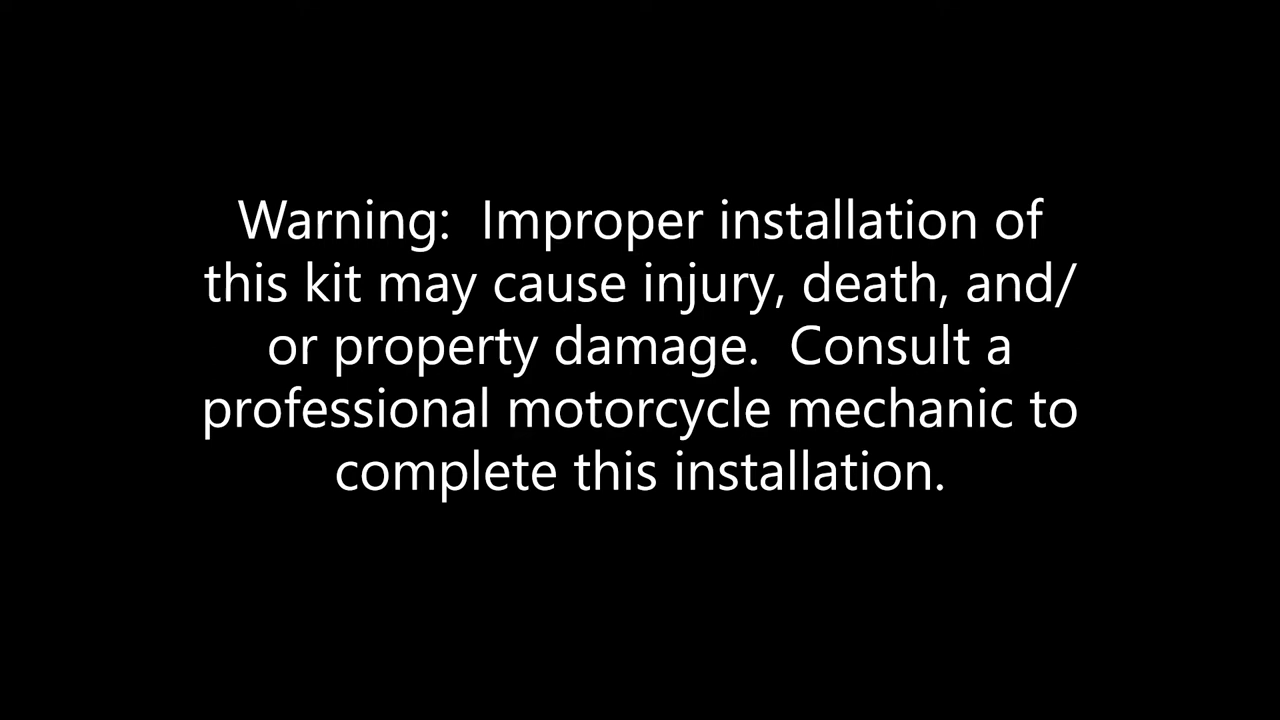 Warning:  Improper installation of
this kit may cause injury, death, and/
or property damage.  Consult a
professional motorcycle mechanic to
complete this installation.